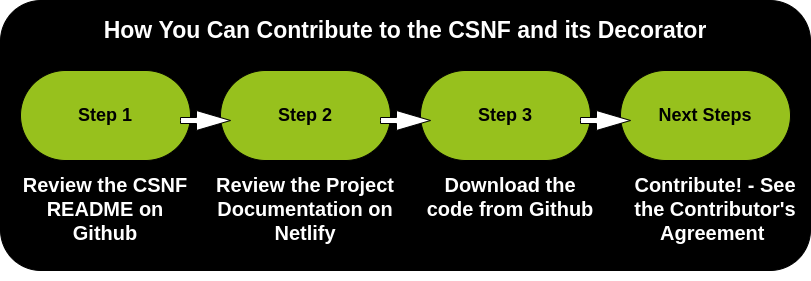 How You Can Contribute to the CSNF and its Decorator
Step 1
Step 2
Step 3
Next Steps
Review the CSNF
README on
Github
Review the Project
Documentation on
Netlify
Download the
code from Github
Contribute! - See
the Contributor's
Agreement